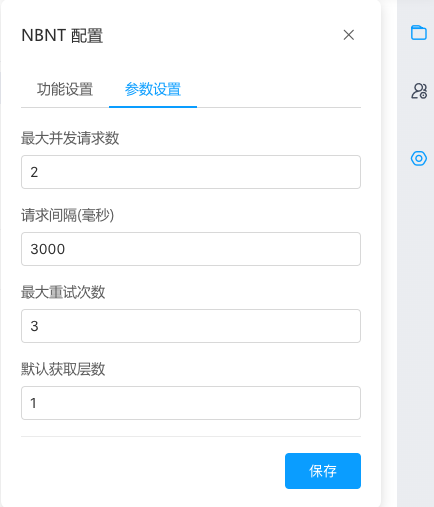 NBNT 配置
功能设置 参数设置
最大并发请求数
2
请求间隔(毫秒)
3000
最大重试次数
3
默认获取层数
1
保存